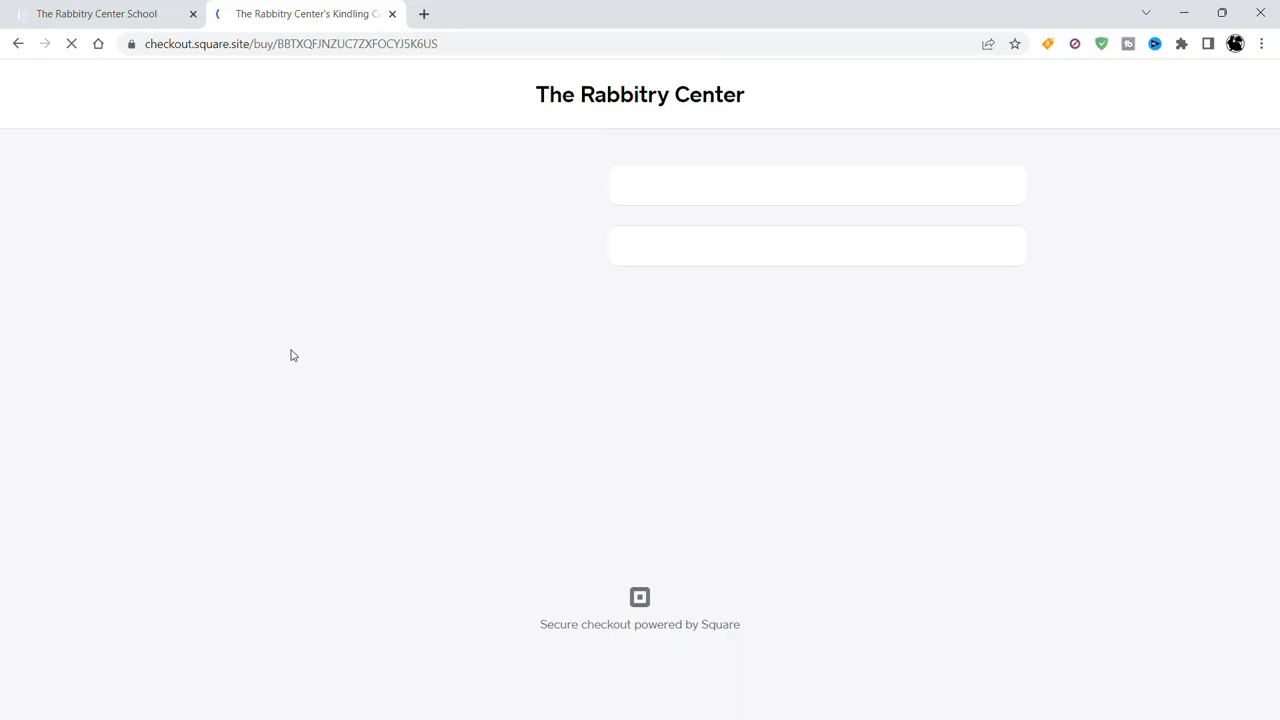 The Rabbitry Center School
The Rabbitry Center's Kindling C
checkout.square.site/buy/BBTXQFJNZUC7ZXFOCYJ5K6US
The Rabbitry Center
Secure checkout powered by Square